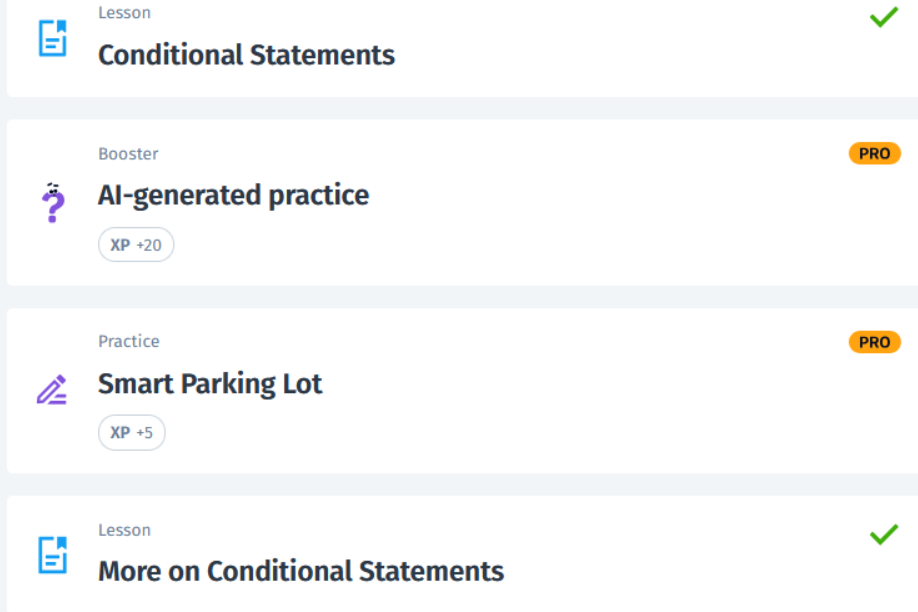 Lesson
Conditional Statements
Booster
PRO
AI-generated practice
XP +20
Practice
PRO
Smart Parking Lot
XP +5
Lesson
More on Conditional Statements